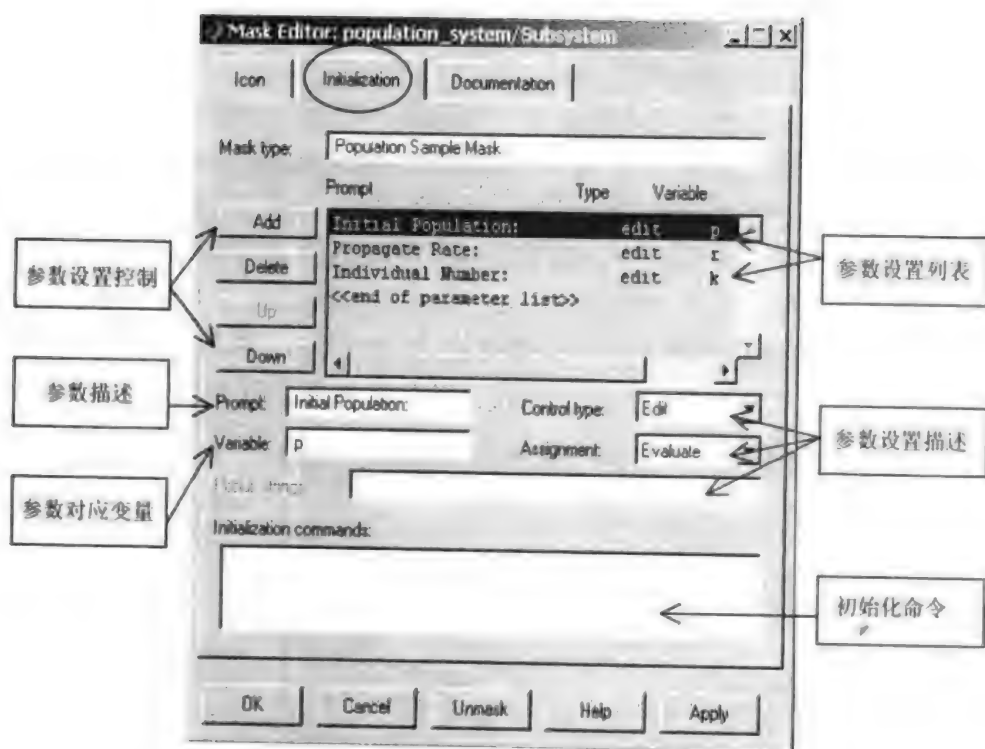 Mask Editor: population_system/Subsystem
Icon
Initialization
Documentation
Mask type:
Population Sample Mask
Prompt
Type
Variable
Add
Initial Population: edit p
Delete
Propagate Rate: edit r
Individual Number: edit k
Up
<<end of parameter list>>
Down
参数设置控制
参数设置列表
参数描述
Prompt:
Initial Population:
Control type:
Edit
Variable:
p
Assignment:
Evaluate
参数设置描述
参数对应变量
Initialization commands:
初始化命令
OK
Cancel
Unmask
Help
Apply